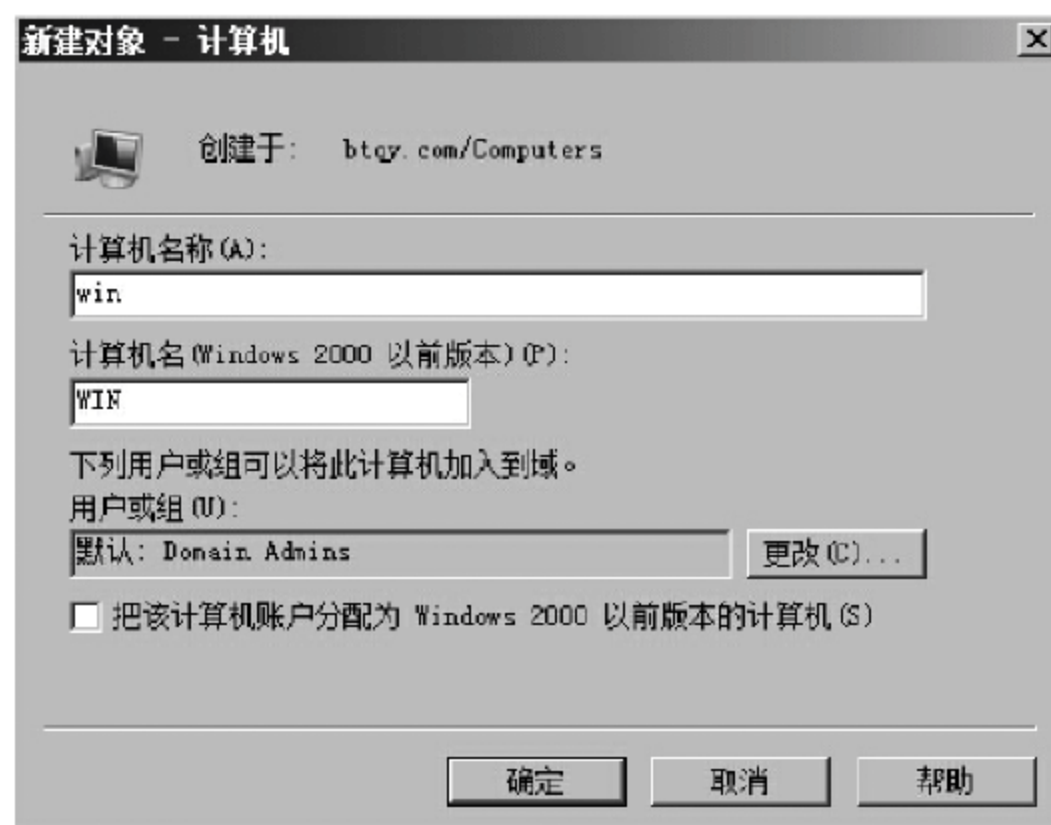 新建对象 - 计算机
创建于: btqy.com/Computers
计算机名称(A):
win
计算机名(Windows 2000 以前版本)(P):
WIN
下列用户或组可以将此计算机加入到域。
用户或组(U):
默认: Domain Admins 更改(C)...
把该计算机账户分配为 Windows 2000 以前版本的计算机(S)
确定 取消 帮助